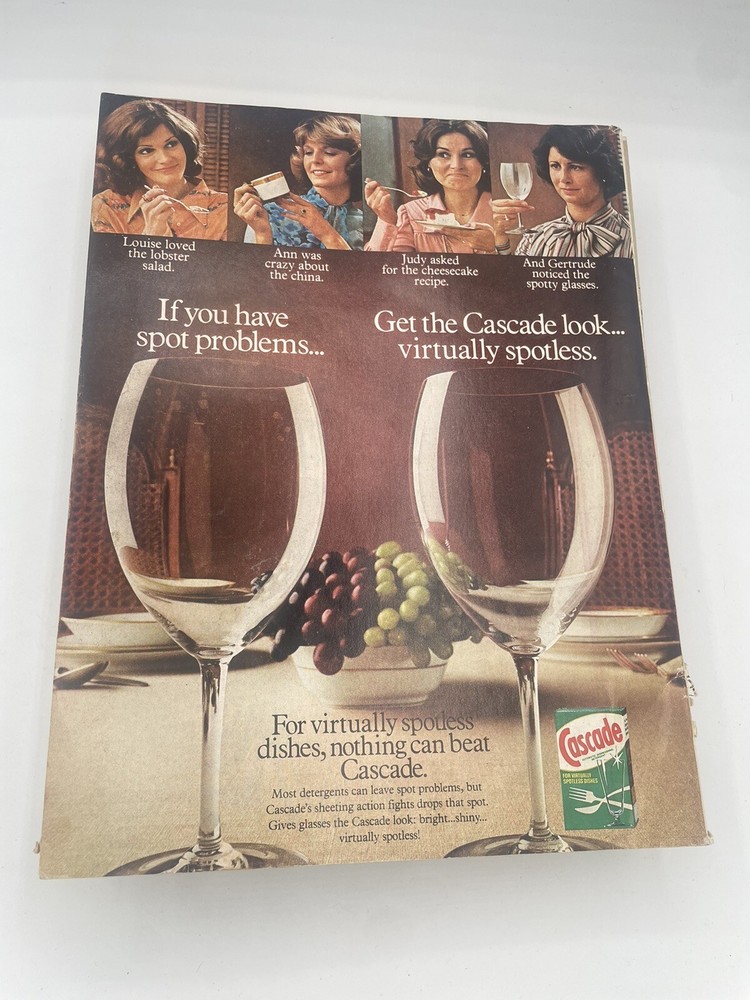 Louise loved
the lobster
salad.
Ann was
crazy about
the china.
Judy asked
for the cheesecake
recipe.
And Gertrude
noticed the
spotty glasses.
If you have
spot problems...
Get the Cascade look...
virtually spotless.
For virtually spotless
dishes, nothing can beat
Cascade.
Most detergents can leave spot problems, but
Cascade's sheeting action fights drops that spot.
Gives glasses the Cascade look: bright...shiny...
virtually spotless!
Cascade
FOR VIRTUALLY
SPOTLESS DISHES